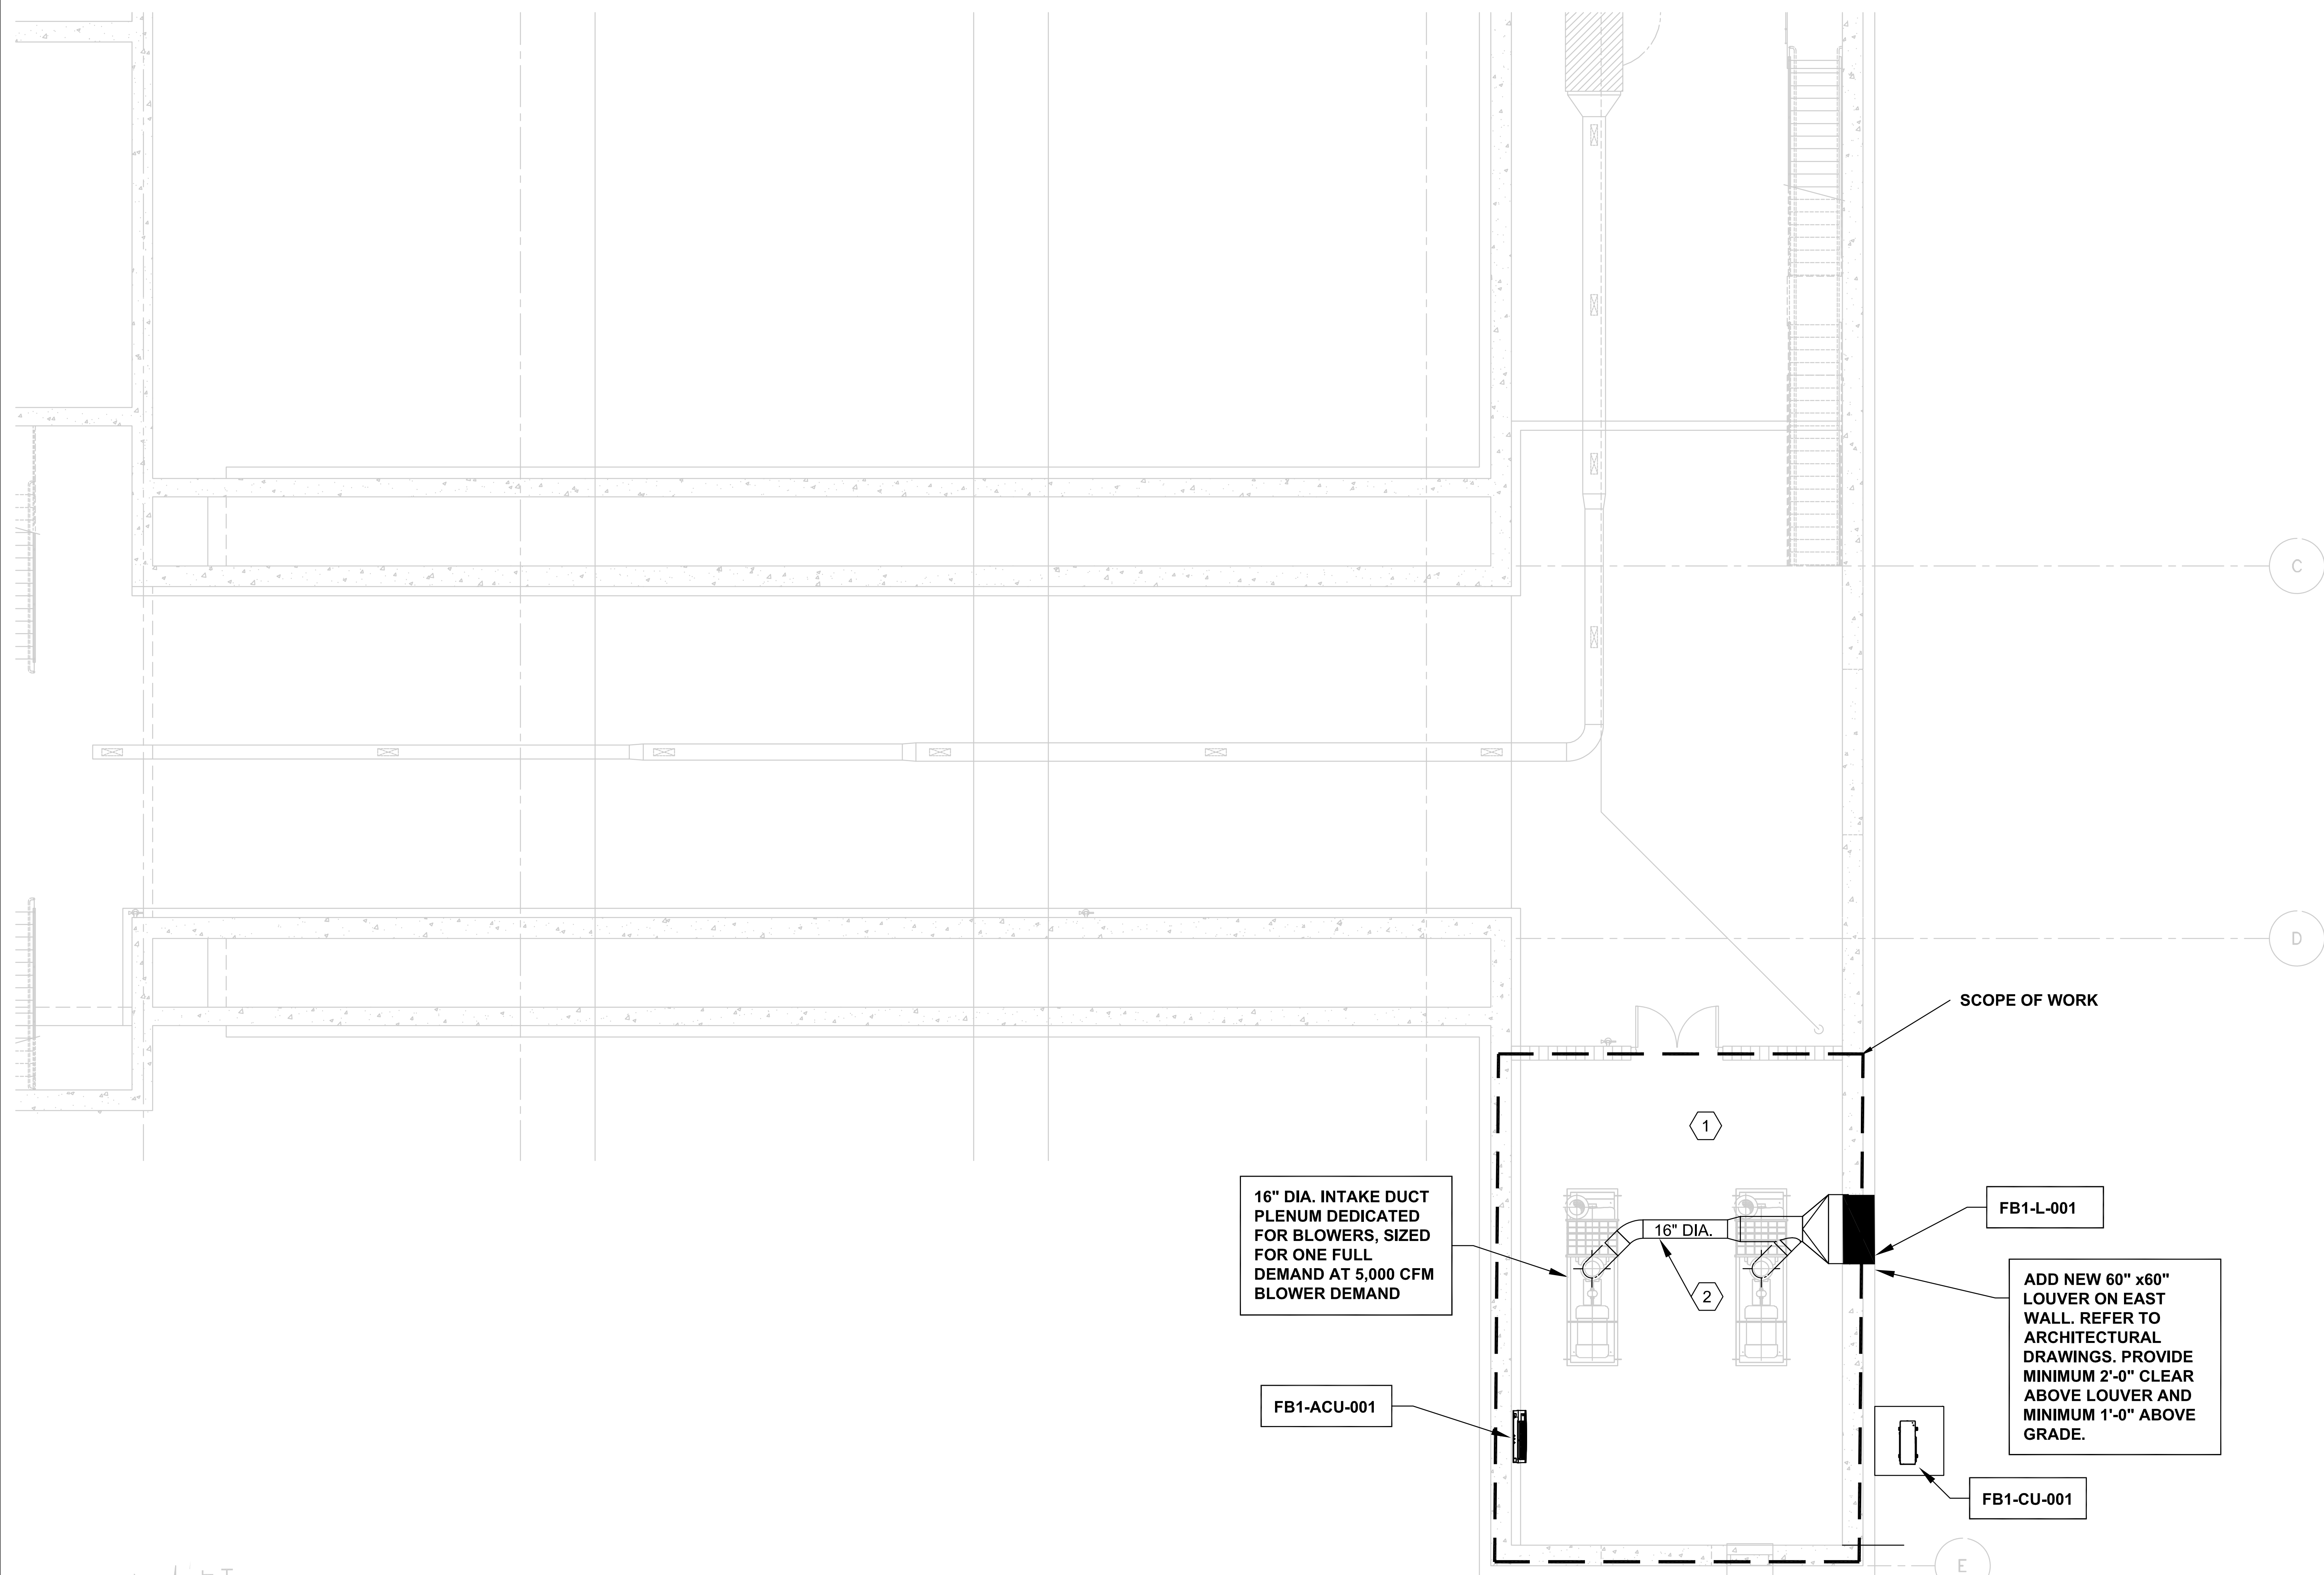 C
D
SCOPE OF WORK
1
16" DIA. INTAKE DUCT
PLENUM DEDICATED
FOR BLOWERS, SIZED
FOR ONE FULL
DEMAND AT 5,000 CFM
BLOWER DEMAND
16" DIA.
2
FB1-L-001
ADD NEW 60" x60"
LOUVER ON EAST
WALL. REFER TO
ARCHITECTURAL
DRAWINGS. PROVIDE
MINIMUM 2'-0" CLEAR
ABOVE LOUVER AND
MINIMUM 1'-0" ABOVE
GRADE.
FB1-ACU-001
FB1-CU-001
E